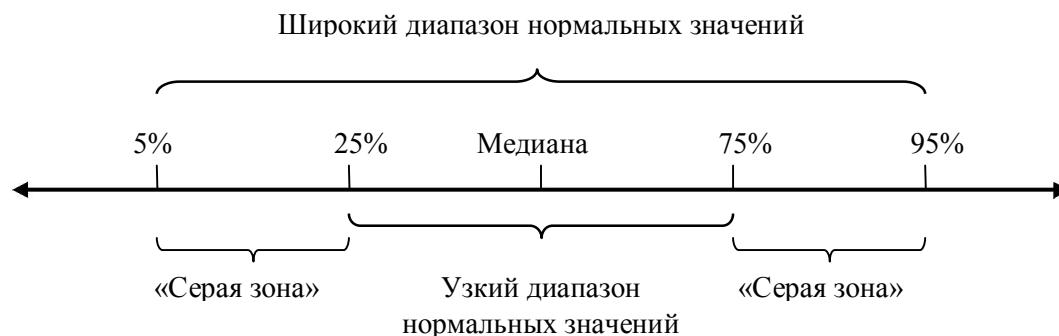 Широкий диапазон нормальных значений
5% 25% Медиана 75% 95%
«Серая зона» Узкий диапазон «Серая зона»
нормальных значений